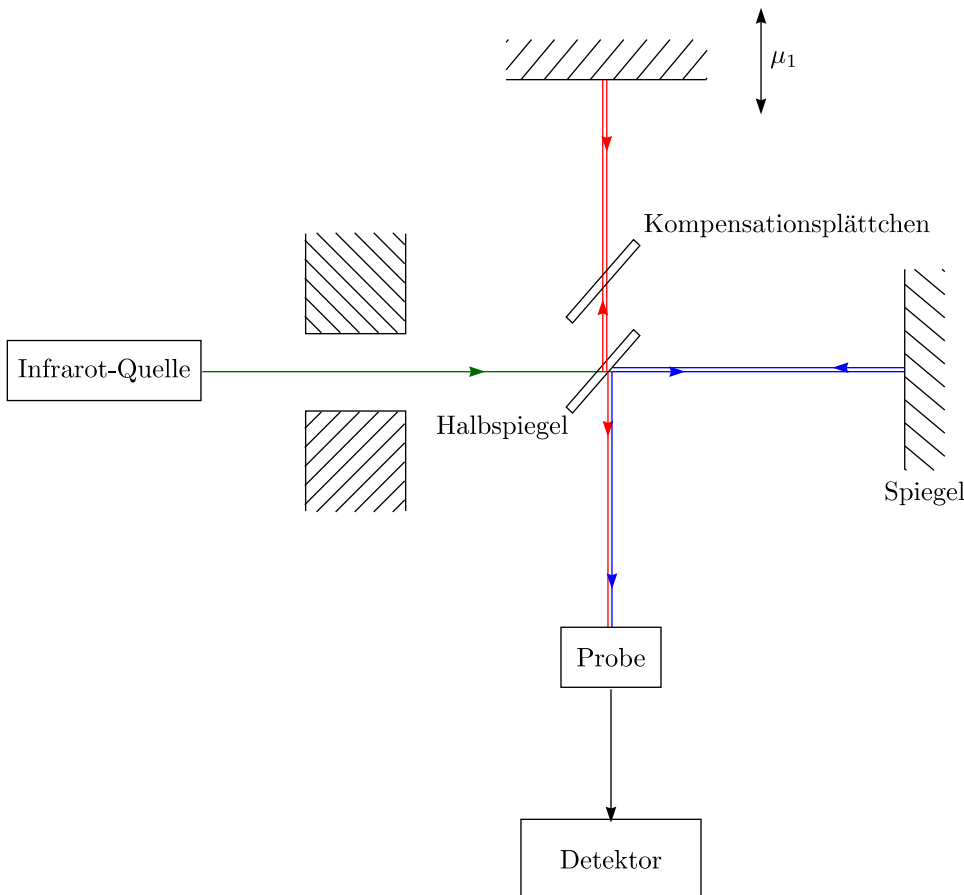 μ₁
Kompensationsplättchen
Infrarot-Quelle
Halbspiegel
Spiegel
Probe
Detektor